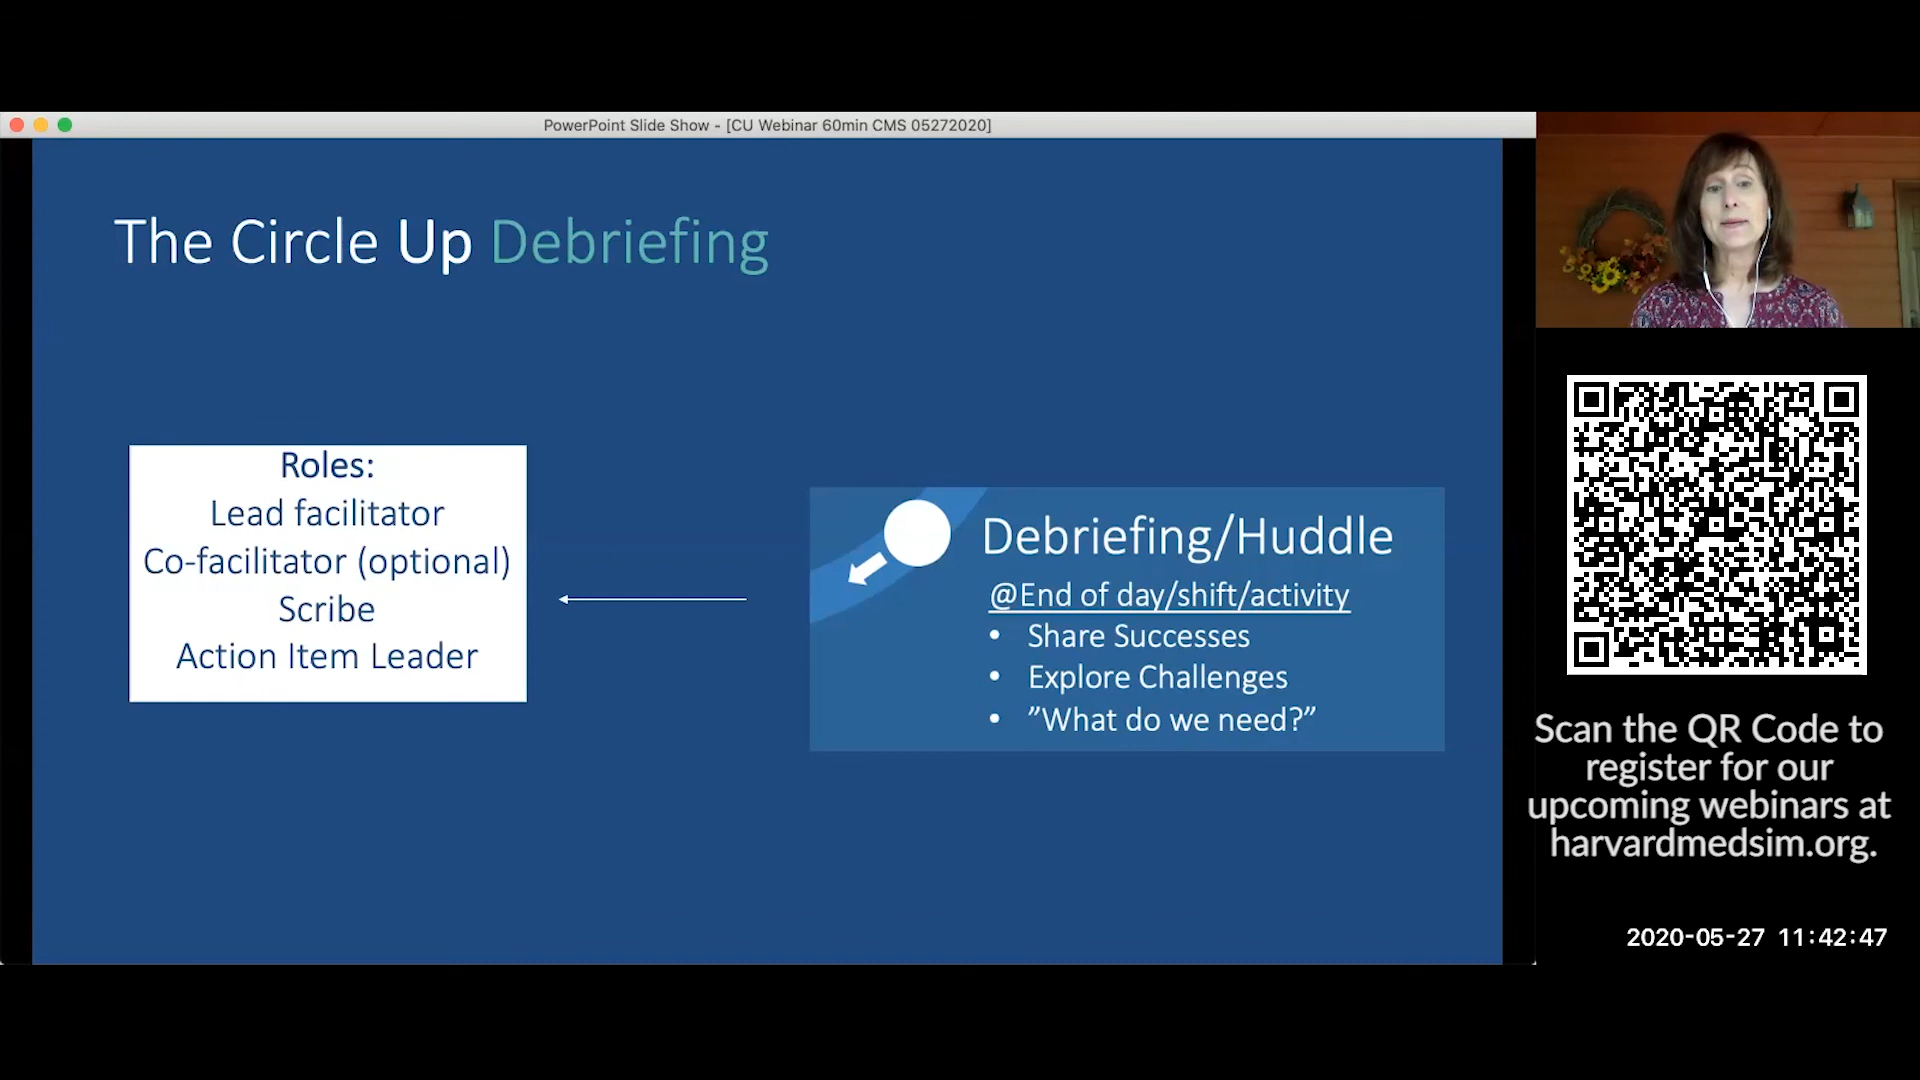 PowerPoint Slide Show - [CU Webinar 60min CMS 05272020]
The Circle Up Debriefing
Roles:
Lead facilitator
Co-facilitator (optional)
Scribe
Action Item Leader
Debriefing/Huddle
@End of day/shift/activity
• Share Successes
• Explore Challenges
• ”What do we need?”
Scan the QR Code to
register for our
upcoming webinars at
harvardmedsim.org.
2020-05-27 11:42:47